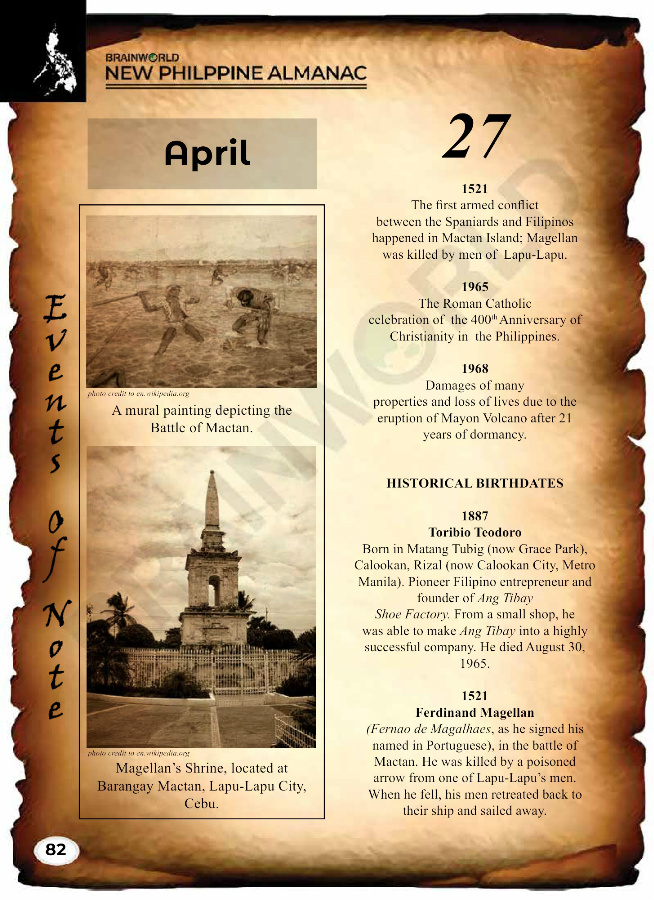 BRAINWORLD
NEW PHILPPINE ALMANAC
April
Events of Note
photo credit to en.wikipedia.org
A mural painting depicting the
Battle of Mactan.
photo credit to en.wikipedia.org
Magellan’s Shrine, located at
Barangay Mactan, Lapu-Lapu City,
Cebu.
27
1521
The first armed conflict
between the Spaniards and Filipinos
happened in Mactan Island; Magellan
was killed by men of Lapu-Lapu.
1965
The Roman Catholic
celebration of the 400th Anniversary of
Christianity in the Philippines.
1968
Damages of many
properties and loss of lives due to the
eruption of Mayon Volcano after 21
years of dormancy.
HISTORICAL BIRTHDATES
1887
Toribio Teodoro
Born in Matang Tubig (now Grace Park),
Calookan, Rizal (now Calookan City, Metro
Manila). Pioneer Filipino entrepreneur and
founder of Ang Tibay
Shoe Factory. From a small shop, he
was able to make Ang Tibay into a highly
successful company. He died August 30,
1965.
1521
Ferdinand Magellan
(Fernao de Magalhaes, as he signed his
named in Portuguese), in the battle of
Mactan. He was killed by a poisoned
arrow from one of Lapu-Lapu’s men.
When he fell, his men retreated back to
their ship and sailed away.
82
BRAINWORLD